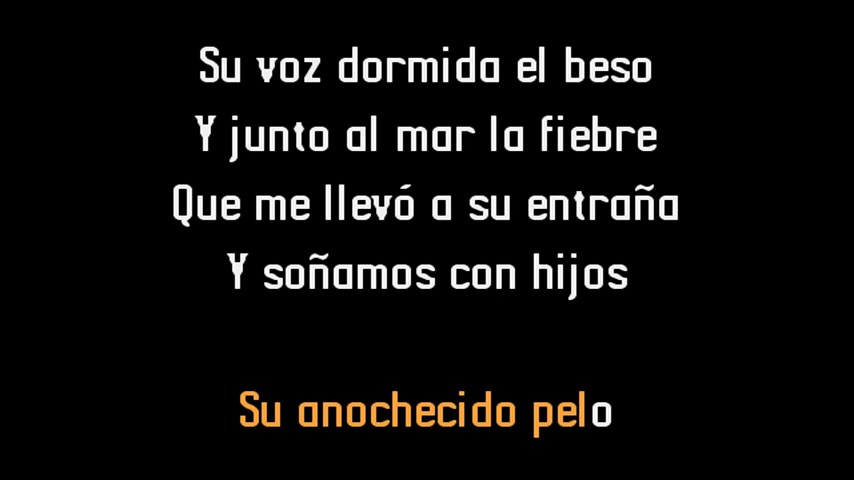 Su voz dormida el beso
Y junto al mar la fiebre
Que me llevó a su entraña
Y soñamos con hijos
Su anochecido pelo